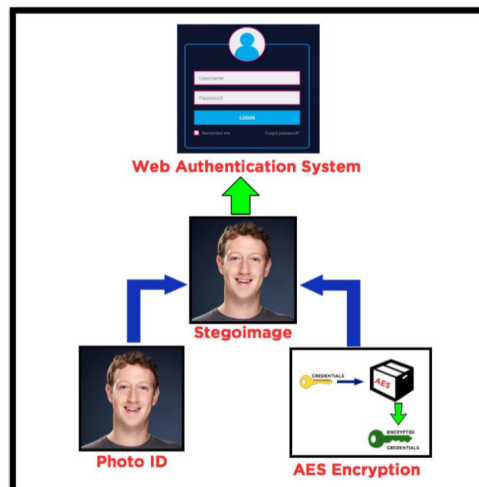 Username
Password
LOGIN
Remember me
Forgot password?
Web Authentication System
Stegoimage
CREDENTIALS
AES
ENCRYPTED
CREDENTIALS
Photo ID
AES Encryption